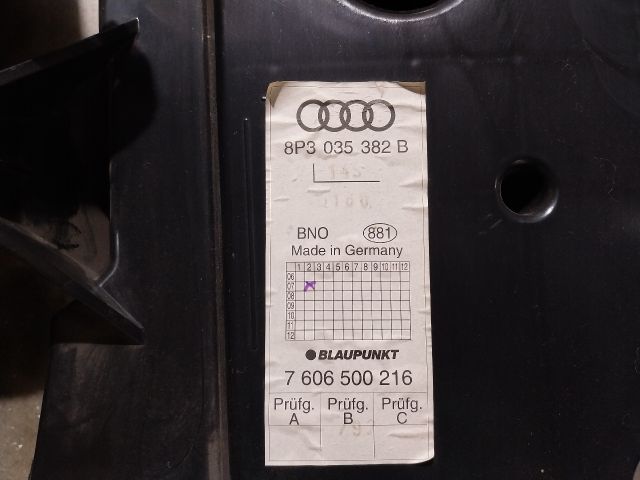 8P3 035 382 B
BNO 881
Made in Germany
1 2 3 4 5 6 7 8 9 10 11 12
06
07
08
09
10
11
12
BLAUPUNKT
7 606 500 216
Prüfg. Prüfg. Prüfg.
A B C